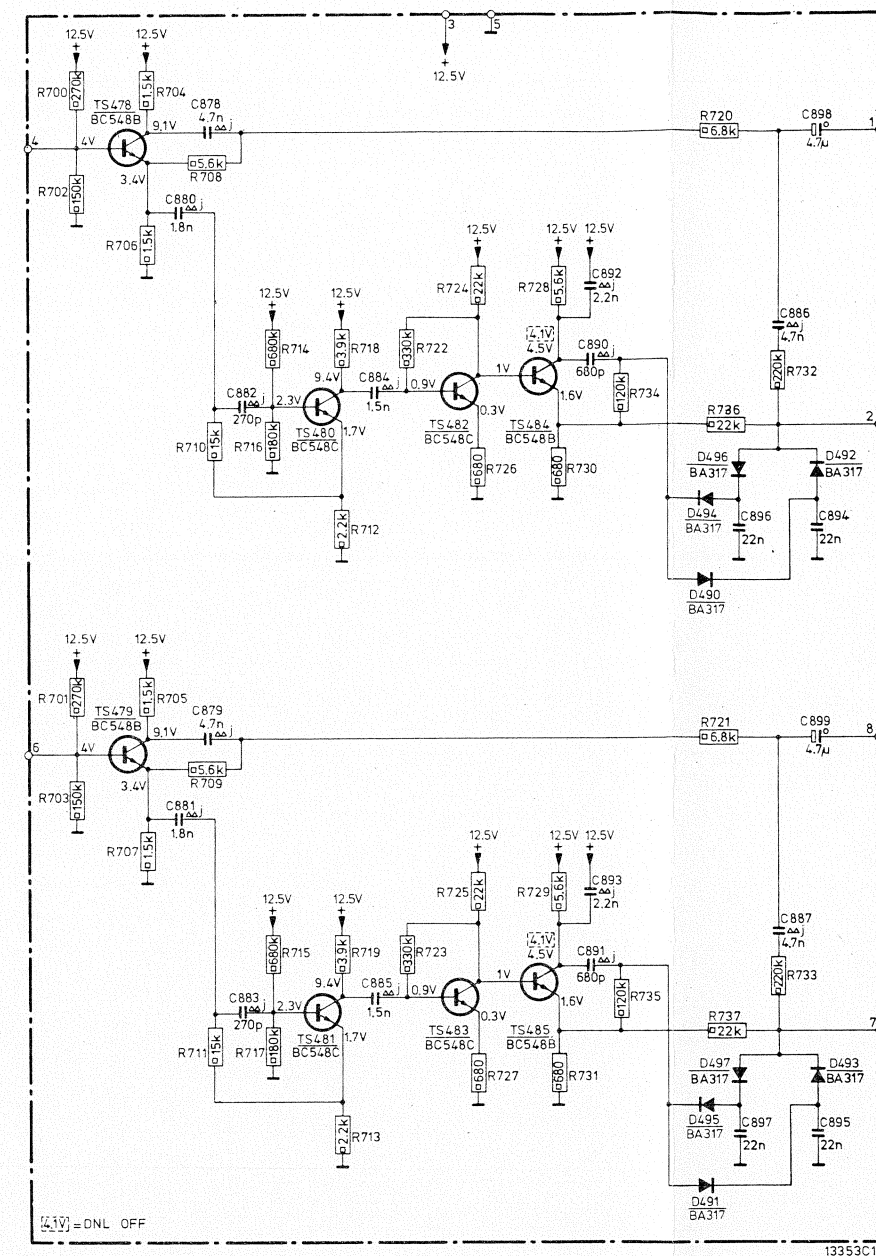 3
5
12.5V
12.5V
12.5V
R700
270k
1.5k
R704
TS478
BC548B
C878
4.7n
j
R720
6.8k
C898
4.7µ
1
4
4V
9.1V
5.6k
R708
3.4V
R702
150k
C880
j
1.8n
R706
1.5k
12.5V
12.5V
12.5V
R724
22k
R728
5.6k
C892
j
2.2n
12.5V
12.5V
R714
680k
R718
3.9k
R722
330k
4.1V
4.5V
C890
j
680p
C886
j
4.7n
R732
220k
9.4V
C884
j
1.5n
0.9V
1V
C882
j
270p
2.3V
1.6V
R734
120k
0.3V
R710
15k
R716
180k
TS480
BC548C
1.7V
TS482
BC548C
TS484
BC548B
R736
22k
2
680
R726
680
R730
D496
BA317
D492
BA317
D494
BA317
C896
22n
C894
22n
2.2k
R712
D490
BA317
12.5V
12.5V
R701
270k
1.5k
R705
TS479
BC548B
C879
4.7n
j
R721
6.8k
C899
4.7µ
8
6
4V
9.1V
5.6k
R709
3.4V
R703
150k
C881
j
1.8n
R707
1.5k
12.5V
12.5V
12.5V
R725
22k
R729
5.6k
C893
j
2.2n
12.5V
12.5V
R715
680k
R719
3.9k
R723
330k
4.1V
4.5V
C891
j
680p
C887
j
4.7n
R733
220k
9.4V
C885
j
1.5n
0.9V
1V
C883
j
270p
2.3V
1.6V
R735
120k
0.3V
R711
15k
R717
180k
TS481
BC548C
1.7V
TS483
BC548C
TS485
BC548B
R737
22k
7
680
R727
680
R731
D497
BA317
D493
BA317
D495
BA317
C897
22n
C895
22n
2.2k
R713
D491
BA317
4.1V = DNL OFF
13353C1